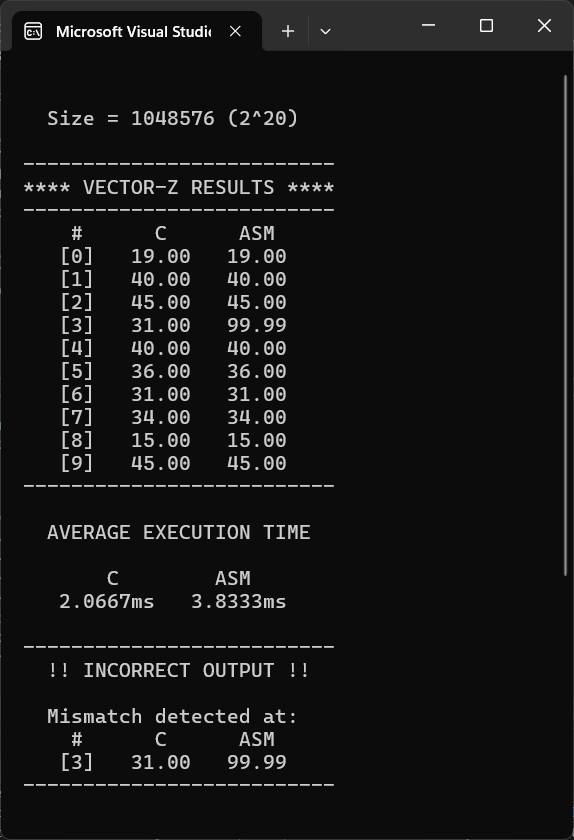 Microsoft Visual Studi
Size = 1048576 (2^20)
--------------------------
**** VECTOR-Z RESULTS ****
--------------------------
# C ASM
[0] 19.00 19.00
[1] 40.00 40.00
[2] 45.00 45.00
[3] 31.00 99.99
[4] 40.00 40.00
[5] 36.00 36.00
[6] 31.00 31.00
[7] 34.00 34.00
[8] 15.00 15.00
[9] 45.00 45.00
--------------------------
AVERAGE EXECUTION TIME
C ASM
2.0667ms 3.8333ms
--------------------------
!! INCORRECT OUTPUT !!
Mismatch detected at:
# C ASM
[3] 31.00 99.99
--------------------------